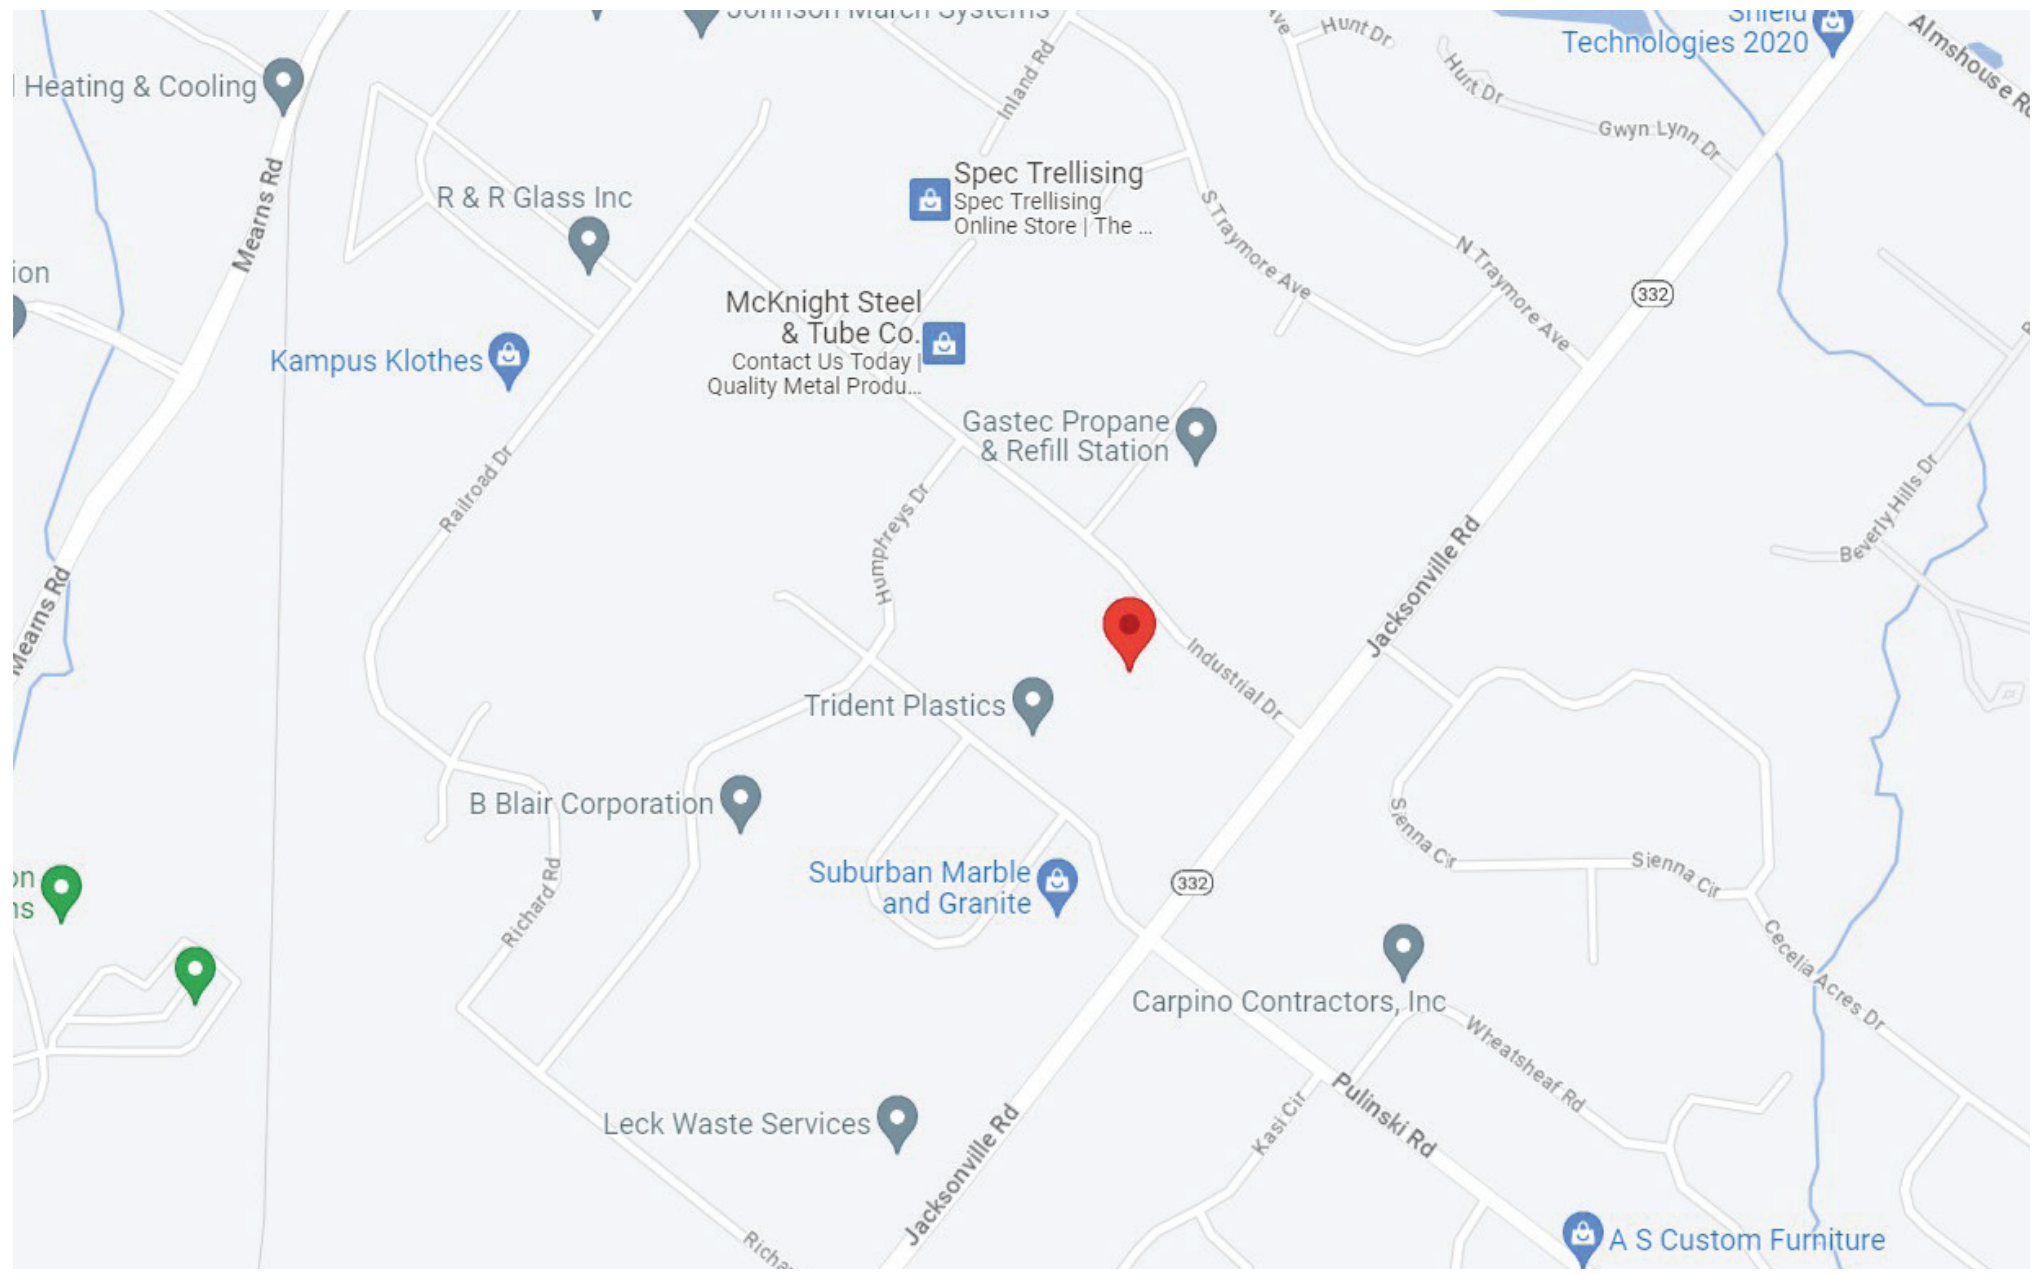 Johnson March Systems
Inland Rd
Ave
Hunt Dr
Hunt Dr
Gwyn Lynn Dr
Shield
Technologies 2020
Almshouse Rd
Heating & Cooling
Mearns Rd
R & R Glass Inc
Spec Trellising
Spec Trellising
Online Store | The ...
S Traymore Ave
N Traymore Ave
332
McKnight Steel
& Tube Co.
Contact Us Today |
Quality Metal Produ...
Kampus Klothes
Gastec Propane
& Refill Station
Railroad Dr
Humphreys Dr
Beverly Hills Dr
Jacksonville Rd
Mearns Rd
Industrial Dr
Trident Plastics
B Blair Corporation
Richard Rd
Suburban Marble
and Granite
332
Sienna Cir
Sienna Cir
Cecelia Acres Dr
Carpino Contractors, Inc
Wheatsheaf Rd
Pulinski Rd
Kasi Cir
Leck Waste Services
Jacksonville Rd
Richa
A S Custom Furniture